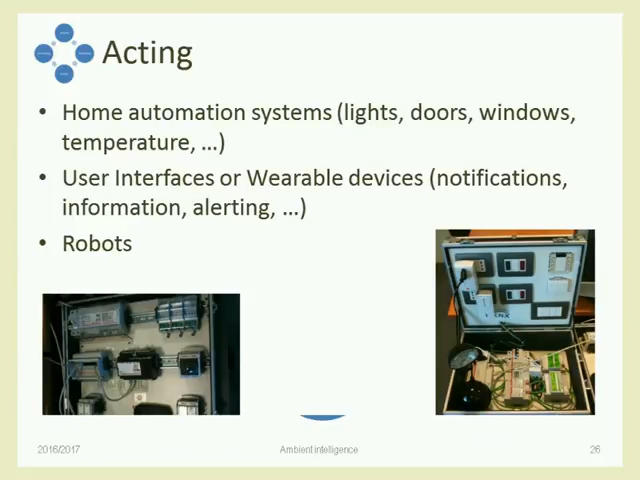 Acting
• Home automation systems (lights, doors, windows,
temperature, …)
• User Interfaces or Wearable devices (notifications,
information, alerting, …)
• Robots
KNX
2016/2017
Ambient intelligence
26